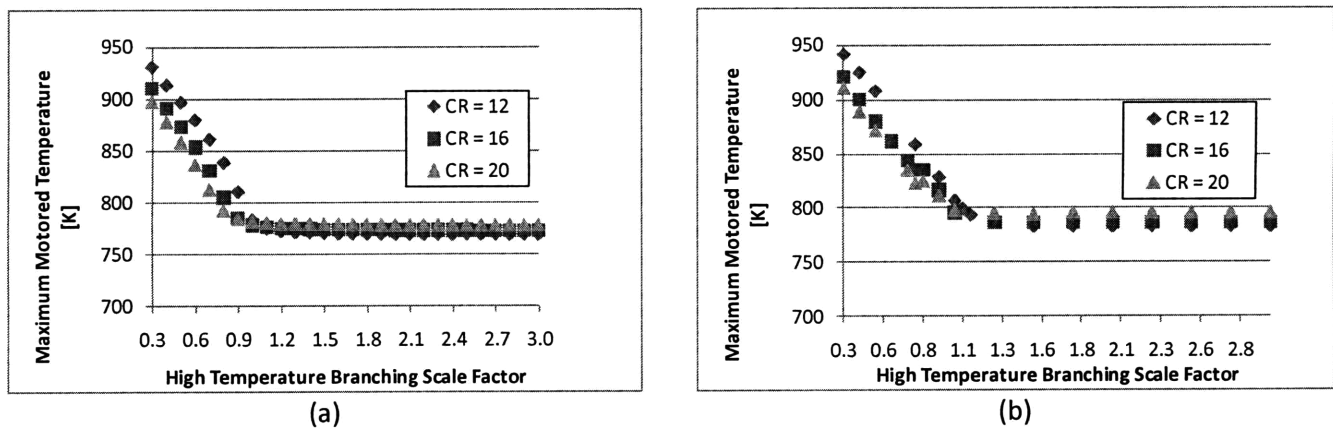 950
900
850
800
750
700
Maximum Motored Temperature
[K]
CR = 12
CR = 16
CR = 20
0.3 0.6 0.9 1.2 1.5 1.8 2.1 2.4 2.7 3.0
High Temperature Branching Scale Factor
(a)
950
900
850
800
750
700
Maximum Motored Temperature
[K]
CR = 12
CR = 16
CR = 20
0.3 0.6 0.8 1.1 1.3 1.6 1.8 2.1 2.3 2.6 2.8
High Temperature Branching Scale Factor
(b)